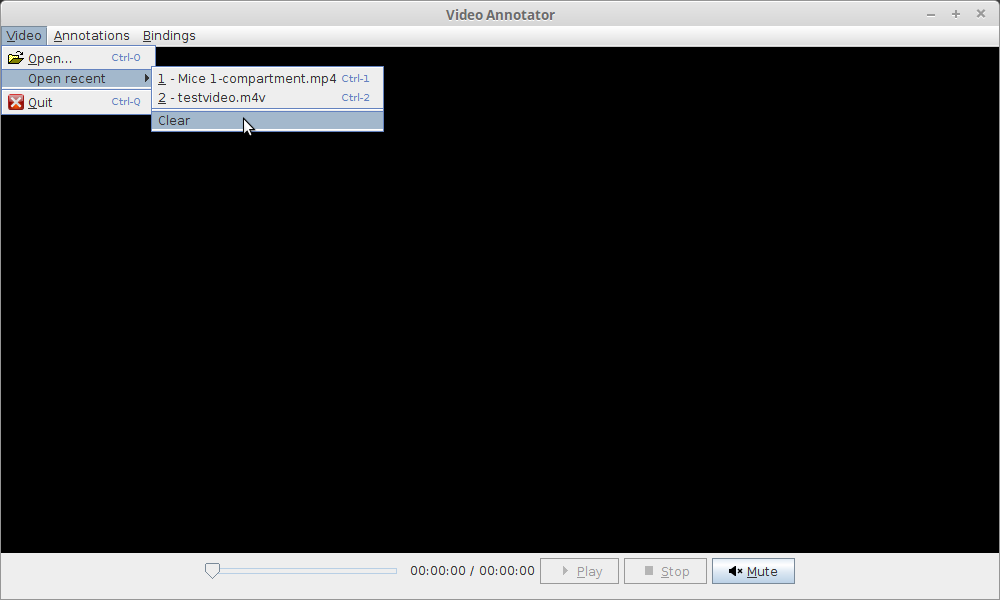 Video Annotator
Video Annotations Bindings
Open... Ctrl-O
Open recent
Quit Ctrl-Q
1 - Mice 1-compartment.mp4 Ctrl-1
2 - testvideo.m4v Ctrl-2
Clear
00:00:00 / 00:00:00 Play Stop Mute